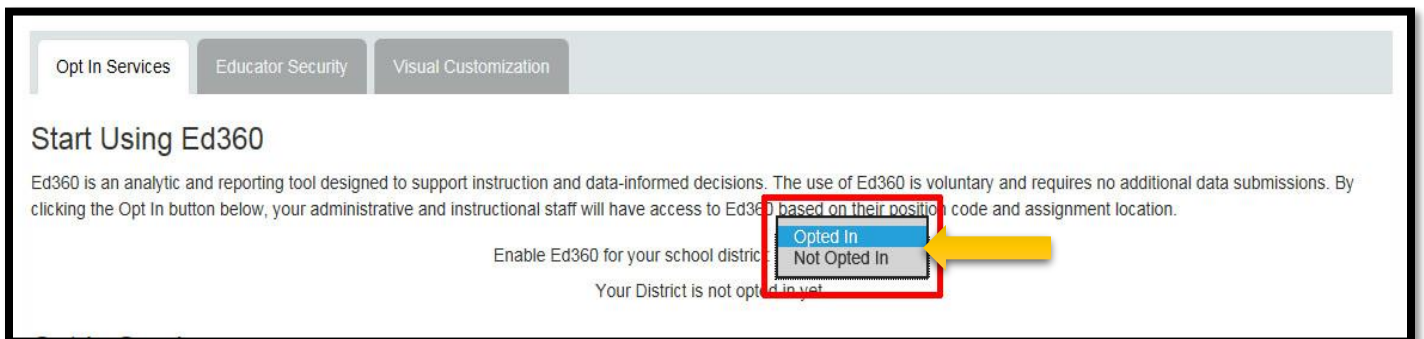 Opt In Services Educator Security Visual Customization
Start Using Ed360
Ed360 is an analytic and reporting tool designed to support instruction and data-informed decisions. The use of Ed360 is voluntary and requires no additional data submissions. By
clicking the Opt In button below, your administrative and instructional staff will have access to Ed360 based on their position code and assignment location.
Enable Ed360 for your school district Opted In
Not Opted In
Your District is not opted in yet